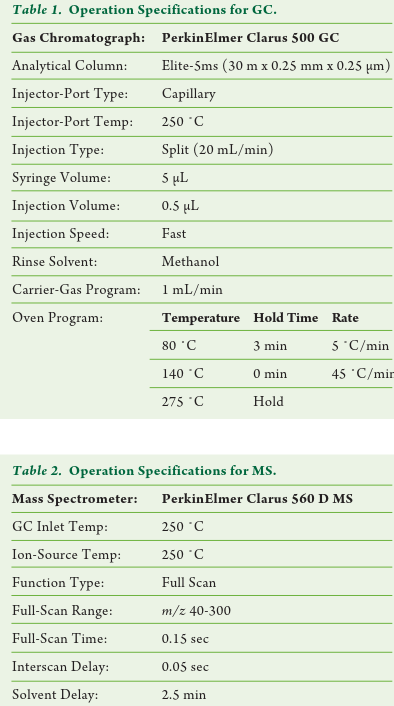 Table 1. Operation Specifications for GC.
Gas Chromatograph: PerkinElmer Clarus 500 GC
Analytical Column: Elite-5ms (30 m x 0.25 mm x 0.25 µm)
Injector-Port Type: Capillary
Injector-Port Temp: 250 ˚C
Injection Type: Split (20 mL/min)
Syringe Volume: 5 µL
Injection Volume: 0.5 µL
Injection Speed: Fast
Rinse Solvent: Methanol
Carrier-Gas Program: 1 mL/min
Oven Program: Temperature Hold Time Rate
80 ˚C 3 min 5 ˚C/min
140 ˚C 0 min 45 ˚C/min
275 ˚C Hold
Table 2. Operation Specifications for MS.
Mass Spectrometer: PerkinElmer Clarus 560 D MS
GC Inlet Temp: 250 ˚C
Ion-Source Temp: 250 ˚C
Function Type: Full Scan
Full-Scan Range: m/z 40-300
Full-Scan Time: 0.15 sec
Interscan Delay: 0.05 sec
Solvent Delay: 2.5 min